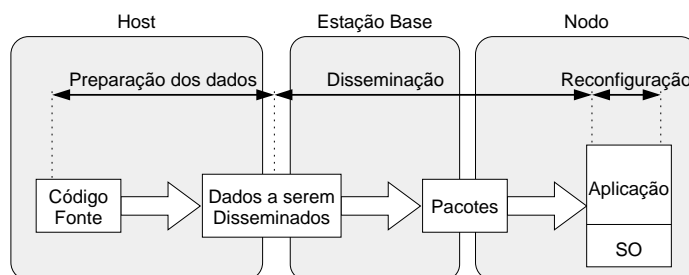 Host
Estação Base
Nodo
Preparação dos dados
Disseminação
Reconfiguração
Código
Fonte
Dados a serem
Disseminados
Pacotes
Aplicação
SO